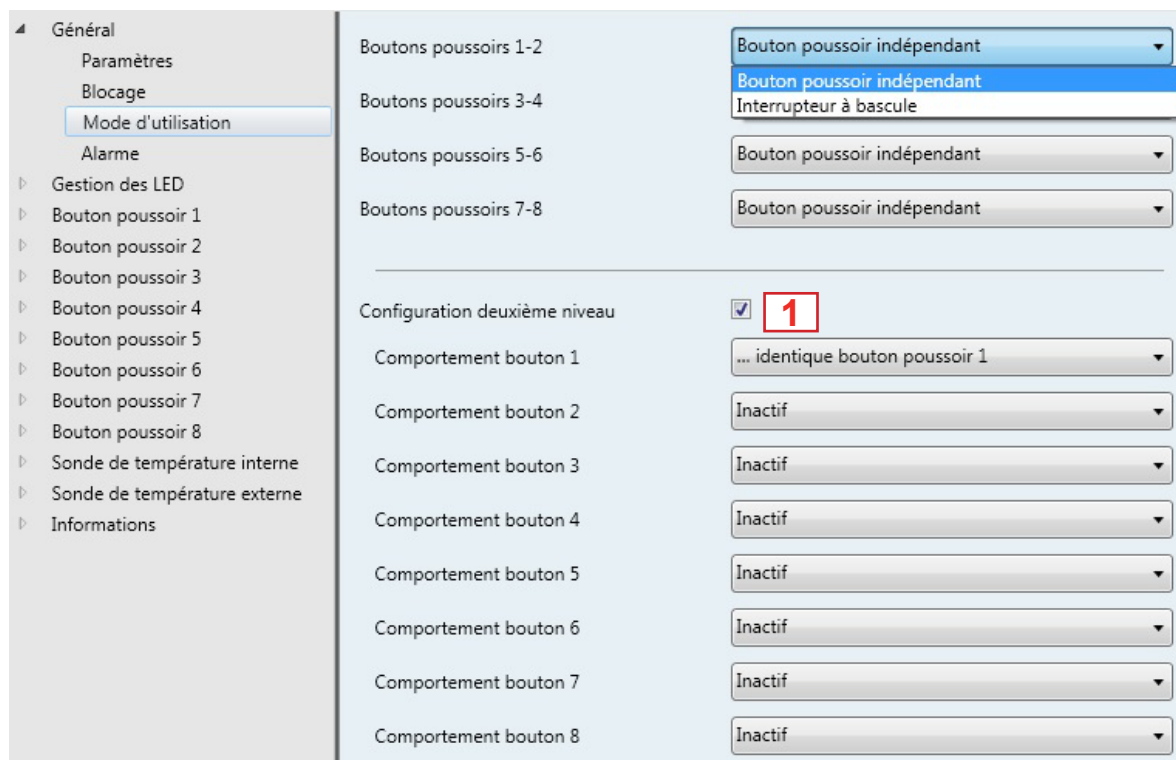 Général
Paramètres
Blocage
Mode d'utilisation
Alarme
Gestion des LED
Bouton poussoir 1
Bouton poussoir 2
Bouton poussoir 3
Bouton poussoir 4
Bouton poussoir 5
Bouton poussoir 6
Bouton poussoir 7
Bouton poussoir 8
Sonde de température interne
Sonde de température externe
Informations
Boutons poussoirs 1-2 Bouton poussoir indépendant
Bouton poussoir indépendant
Interrupteur à bascule
Boutons poussoirs 3-4
Boutons poussoirs 5-6 Bouton poussoir indépendant
Boutons poussoirs 7-8 Bouton poussoir indépendant
Configuration deuxième niveau 1
Comportement bouton 1 ... identique bouton poussoir 1
Comportement bouton 2 Inactif
Comportement bouton 3 Inactif
Comportement bouton 4 Inactif
Comportement bouton 5 Inactif
Comportement bouton 6 Inactif
Comportement bouton 7 Inactif
Comportement bouton 8 Inactif